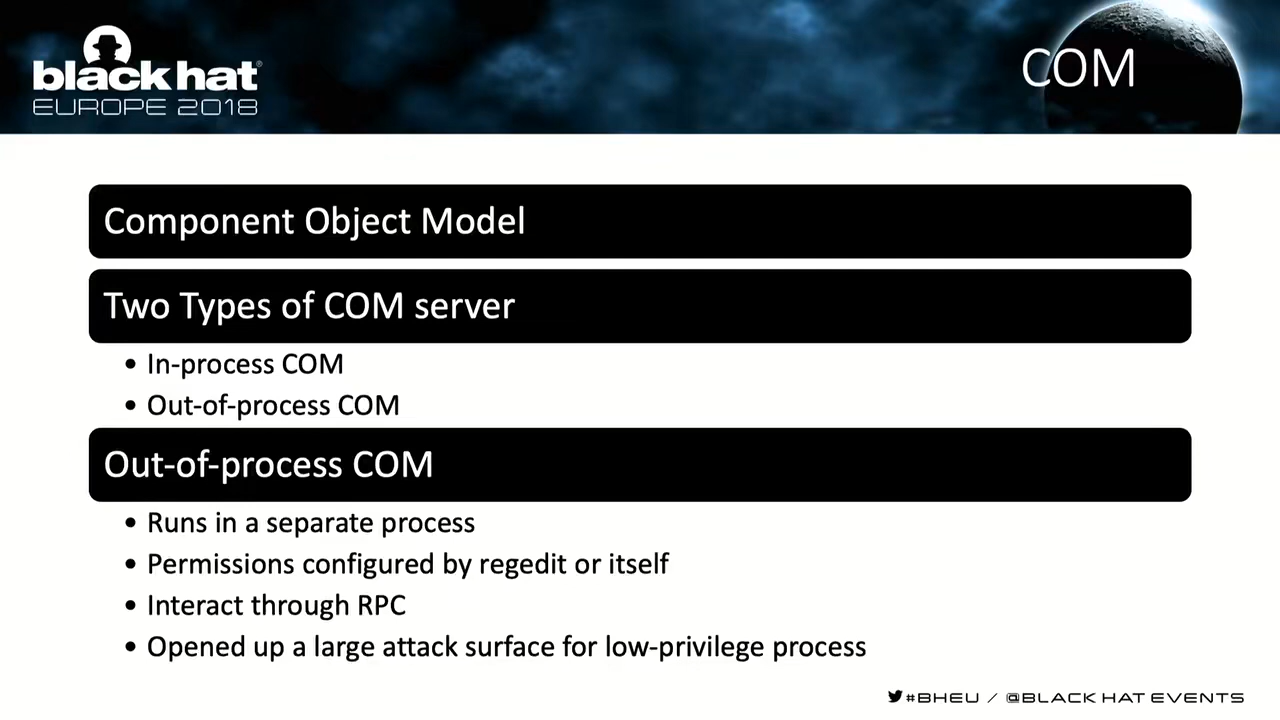 black hat®
EUROPE 2018
COM
Component Object Model
Two Types of COM server
• In-process COM
• Out-of-process COM
Out-of-process COM
• Runs in a separate process
• Permissions configured by regedit or itself
• Interact through RPC
• Opened up a large attack surface for low-privilege process
#BHEU / @BLACK HAT EVENTS